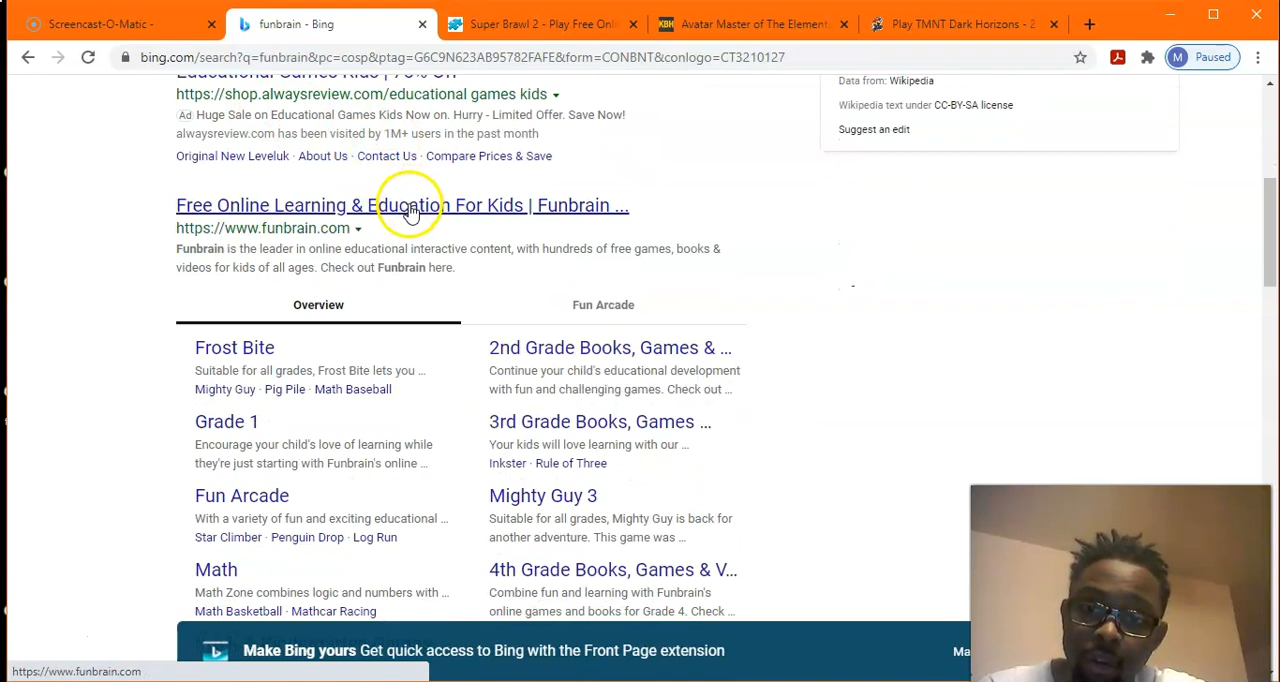 Screencast-O-Matic -
funbrain - Bing
Super Brawl 2 - Play Free Onli
KBH
Avatar Master of The Element
Play TMNT Dark Horizons - 2
bing.com/search?q=funbrain&pc=cosp&ptag=G6C9N623AB95782FAFE&form=CONBNT&conlogo=CT3210127
M Paused
Educational Games Kids | 75% Off
https://shop.alwaysreview.com/educational games kids
Ad Huge Sale on Educational Games Kids Now on. Hurry - Limited Offer. Save Now!
alwaysreview.com has been visited by 1M+ users in the past month
Original New Leveluk · About Us · Contact Us · Compare Prices & Save
Data from: Wikipedia
Wikipedia text under CC-BY-SA license
Suggest an edit
Free Online Learning & Education For Kids | Funbrain ...
https://www.funbrain.com
Funbrain is the leader in online educational interactive content, with hundreds of free games, books &
videos for kids of all ages. Check out Funbrain here.
Overview
Fun Arcade
Frost Bite
Suitable for all grades, Frost Bite lets you ...
Mighty Guy · Pig Pile · Math Baseball
2nd Grade Books, Games & ...
Continue your child's educational development
with fun and challenging games. Check out ...
Grade 1
Encourage your child's love of learning while
they're just starting with Funbrain's online ...
3rd Grade Books, Games ...
Your kids will love learning with our ...
Inkster · Rule of Three
Fun Arcade
With a variety of fun and exciting educational ...
Star Climber · Penguin Drop · Log Run
Mighty Guy 3
Suitable for all grades, Mighty Guy is back for
another adventure. This game was ...
Math
Math Zone combines logic and numbers with ...
Math Basketball · Mathcar Racing
4th Grade Books, Games & V...
Combine fun and learning with Funbrain's
online games and books for Grade 4. Check ...
Make Bing yours Get quick access to Bing with the Front Page extension
Ma
https://www.funbrain.com